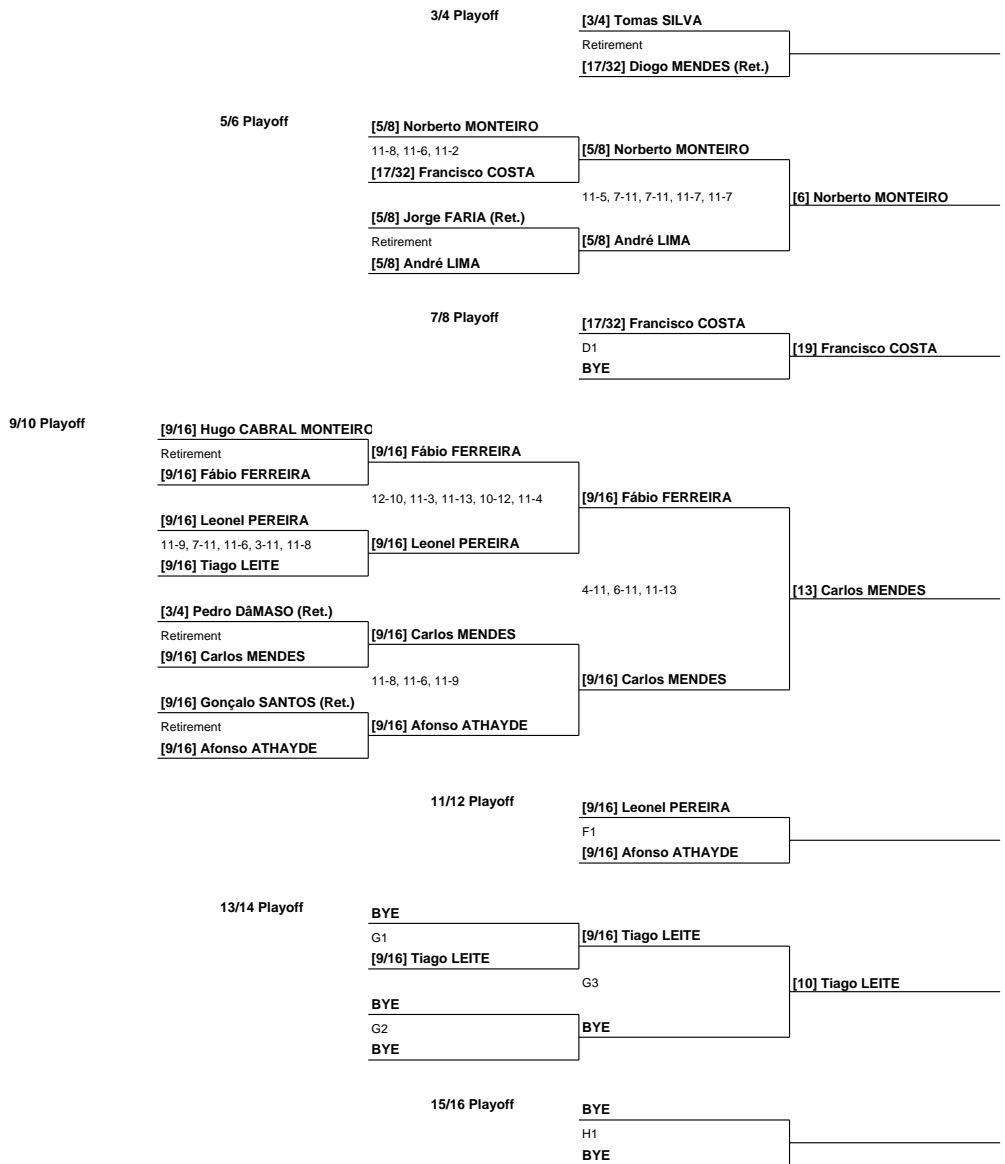 3/4 Playoff
[3/4] Tomas SILVA
Retirement
[17/32] Diogo MENDES (Ret.)
5/6 Playoff
[5/8] Norberto MONTEIRO
11-8, 11-6, 11-2
[17/32] Francisco COSTA
[5/8] Norberto MONTEIRO
11-5, 7-11, 7-11, 11-7, 11-7
[6] Norberto MONTEIRO
[5/8] Jorge FARIA (Ret.)
Retirement
[5/8] André LIMA
[5/8] André LIMA
7/8 Playoff
[17/32] Francisco COSTA
D1
BYE
[19] Francisco COSTA
9/10 Playoff
[9/16] Hugo CABRAL MONTEIRO
Retirement
[9/16] Fábio FERREIRA
[9/16] Fábio FERREIRA
12-10, 11-3, 11-13, 10-12, 11-4
[9/16] Fábio FERREIRA
[9/16] Leonel PEREIRA
11-9, 7-11, 11-6, 3-11, 11-8
[9/16] Tiago LEITE
[9/16] Leonel PEREIRA
4-11, 6-11, 11-13
[13] Carlos MENDES
[3/4] Pedro DâMASO (Ret.)
Retirement
[9/16] Carlos MENDES
[9/16] Carlos MENDES
11-8, 11-6, 11-9
[9/16] Carlos MENDES
[9/16] Gonçalo SANTOS (Ret.)
Retirement
[9/16] Afonso ATHAYDE
[9/16] Afonso ATHAYDE
11/12 Playoff
[9/16] Leonel PEREIRA
F1
[9/16] Afonso ATHAYDE
13/14 Playoff
BYE
G1
[9/16] Tiago LEITE
[9/16] Tiago LEITE
G3
[10] Tiago LEITE
BYE
G2
BYE
BYE
15/16 Playoff
BYE
H1
BYE